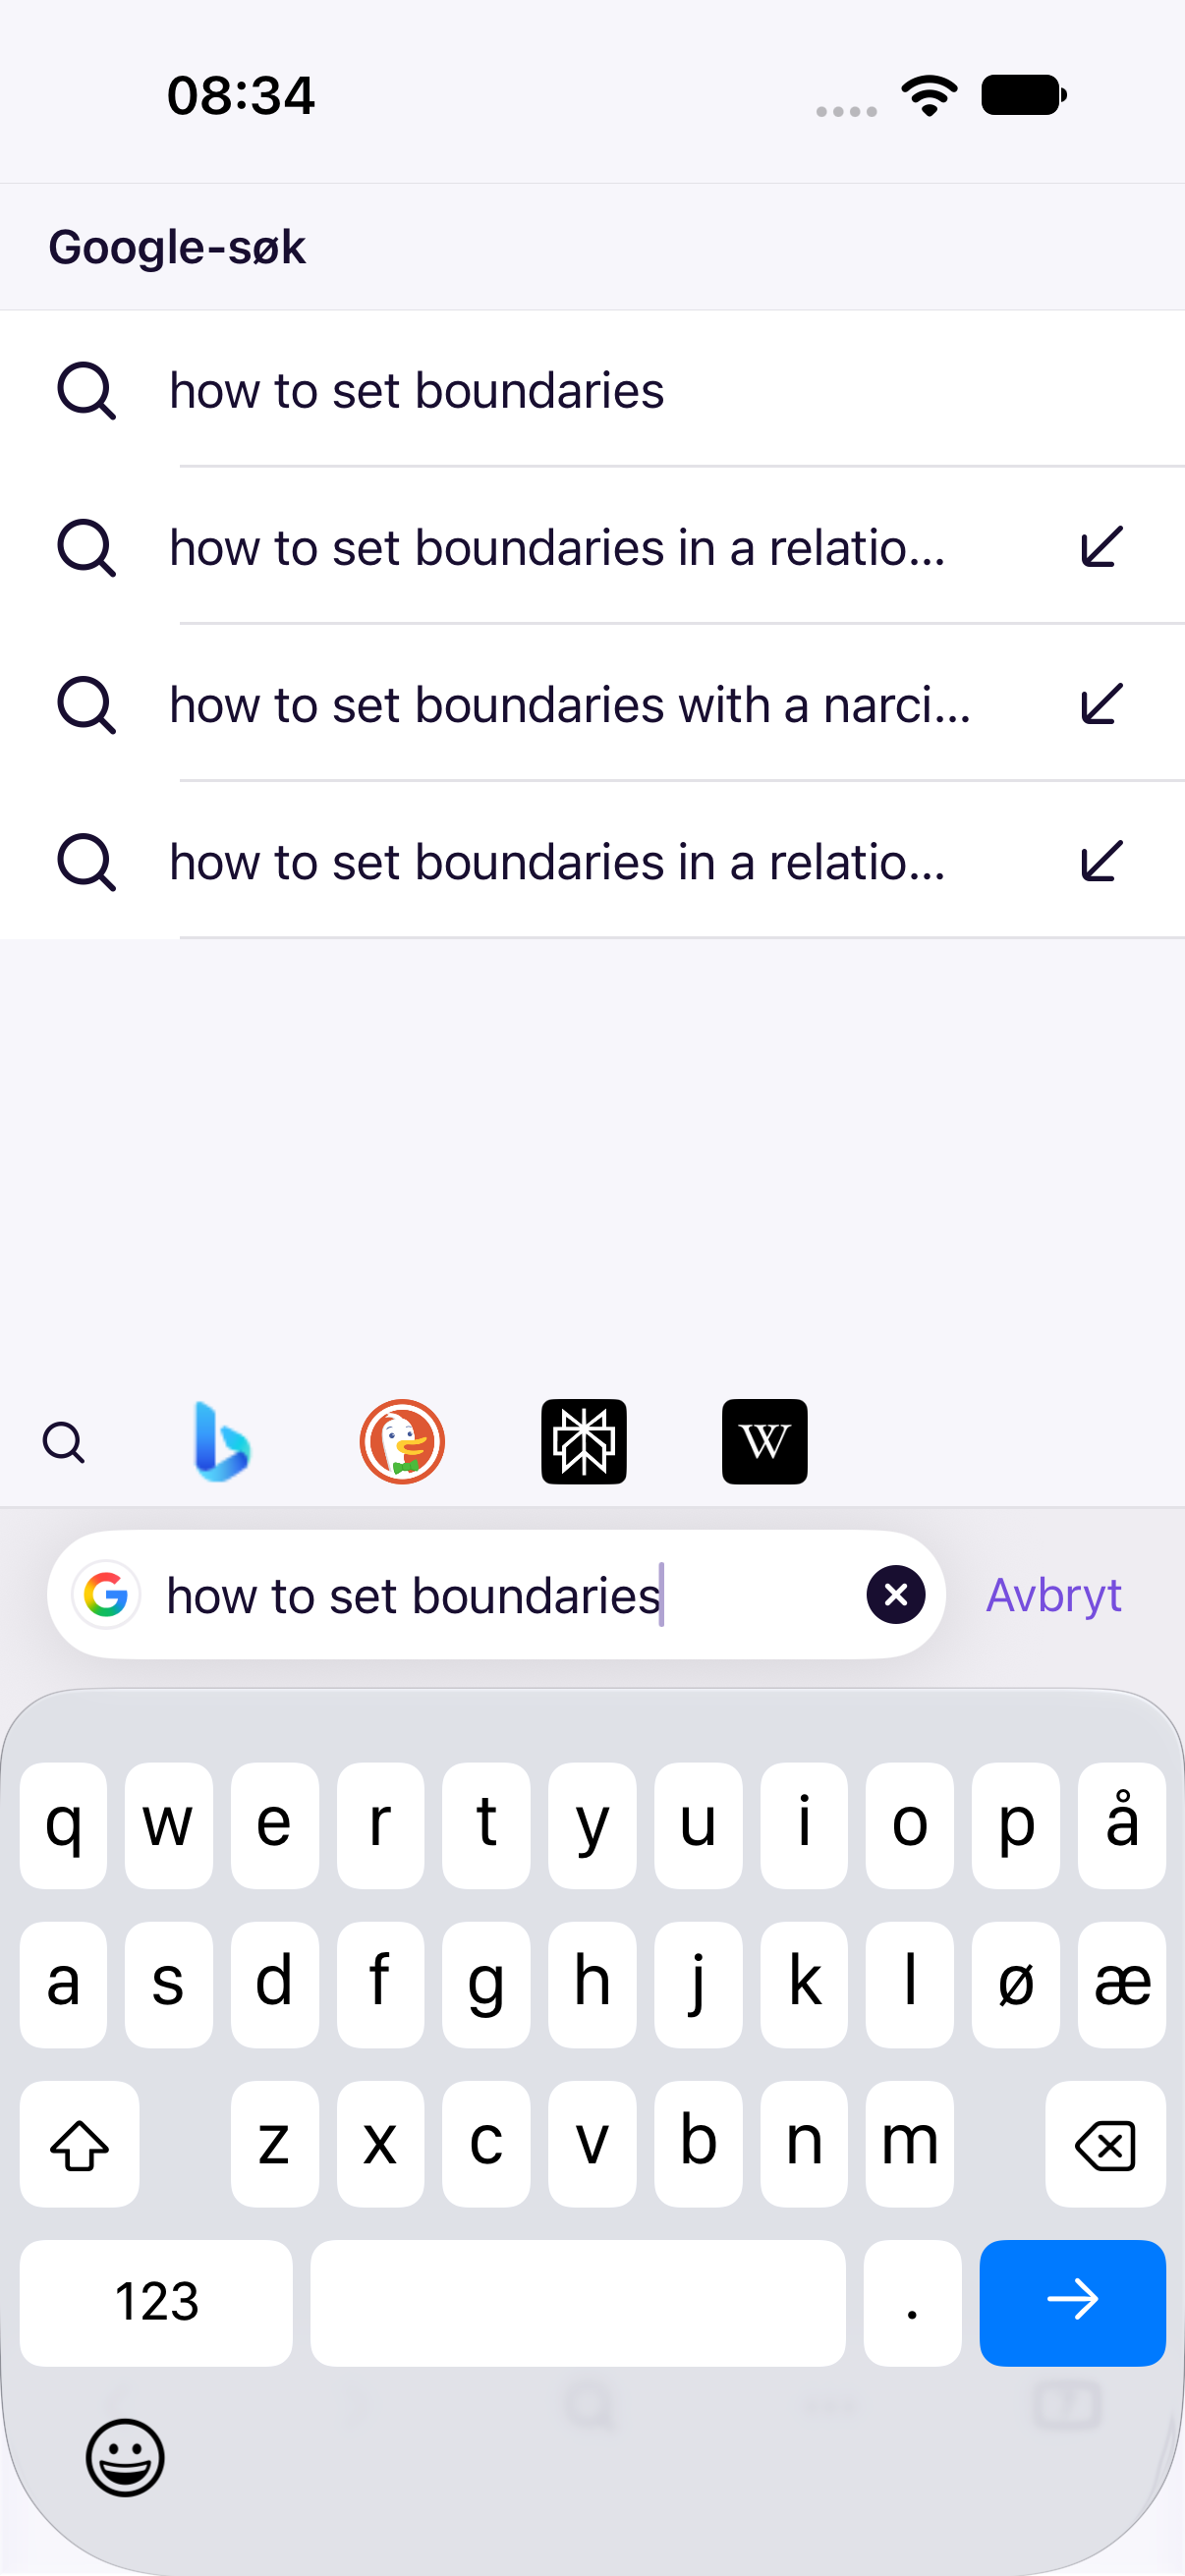 08:34
Google-søk
how to set boundaries
how to set boundaries in a relatio...
how to set boundaries with a narci...
how to set boundaries in a relatio...
W
how to set boundaries
Avbryt
q w e r t y u i o p å
a s d f g h j k l ø æ
z x c v b n m
123 .